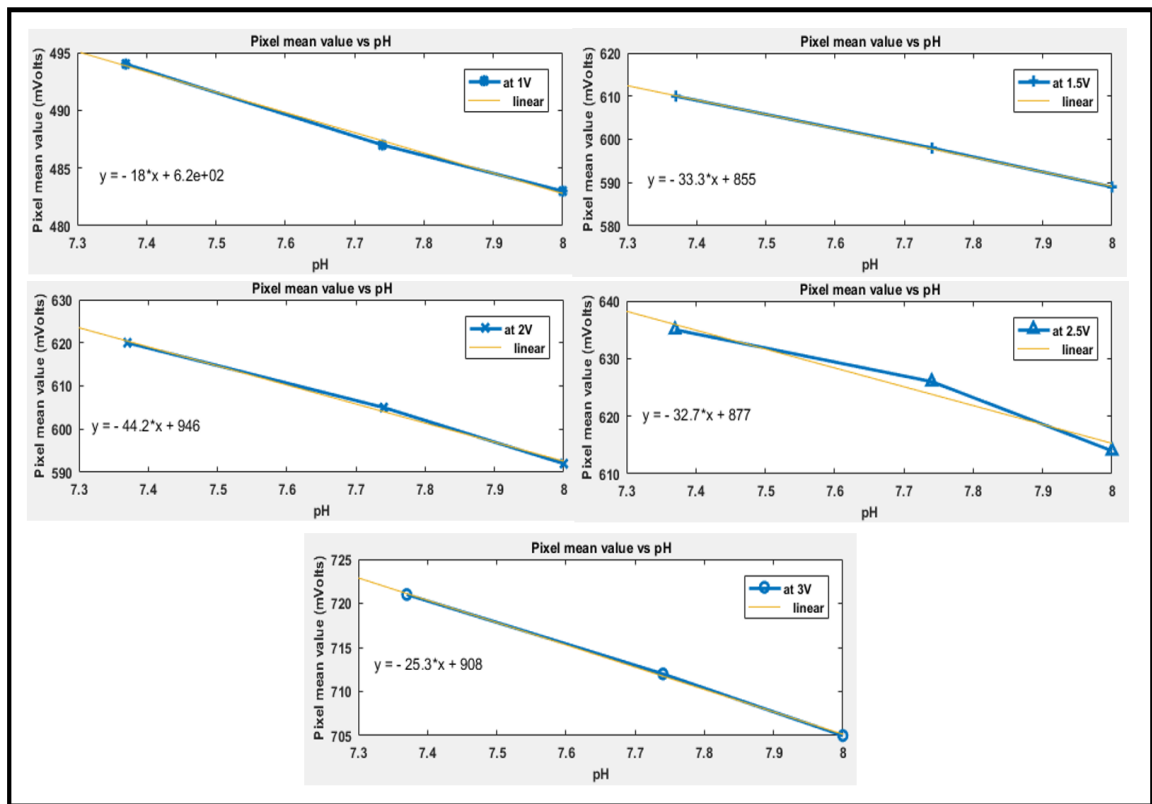 Pixel mean value vs pH
Pixel mean value (mVolts)
495
490
485
480
at 1V
linear
y = - 18*x + 6.2e+02
7.3 7.4 7.5 7.6 7.7 7.8 7.9 8
pH
Pixel mean value vs pH
Pixel mean value (mVolts)
620
610
600
590
580
at 1.5V
linear
y = - 33.3*x + 855
7.3 7.4 7.5 7.6 7.7 7.8 7.9 8
pH
Pixel mean value vs pH
Pixel mean value (mVolts)
630
620
610
600
590
at 2V
linear
y = - 44.2*x + 946
7.3 7.4 7.5 7.6 7.7 7.8 7.9 8
pH
Pixel mean value vs pH
Pixel mean value (mVolts)
640
630
620
610
at 2.5V
linear
y = - 32.7*x + 877
7.3 7.4 7.5 7.6 7.7 7.8 7.9 8
pH
Pixel mean value vs pH
Pixel mean value (mVolts)
725
720
715
710
705
at 3V
linear
y = - 25.3*x + 908
7.3 7.4 7.5 7.6 7.7 7.8 7.9 8
pH